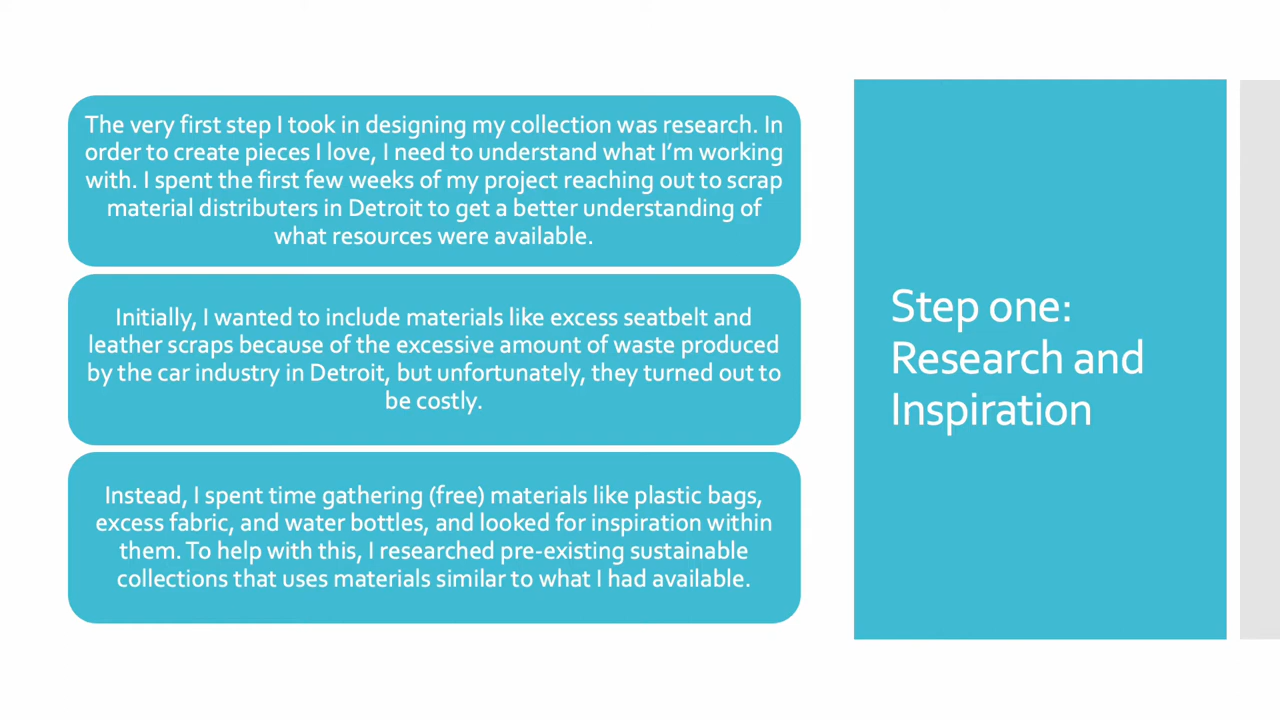 The very first step I took in designing my collection was research. In
order to create pieces I love, I need to understand what I’m working
with. I spent the first few weeks of my project reaching out to scrap
material distributers in Detroit to get a better understanding of
what resources were available.
Initially, I wanted to include materials like excess seatbelt and
leather scraps because of the excessive amount of waste produced
by the car industry in Detroit, but unfortunately, they turned out to
be costly.
Instead, I spent time gathering (free) materials like plastic bags,
excess fabric, and water bottles, and looked for inspiration within
them. To help with this, I researched pre-existing sustainable
collections that uses materials similar to what I had available.
Step one:
Research and
Inspiration